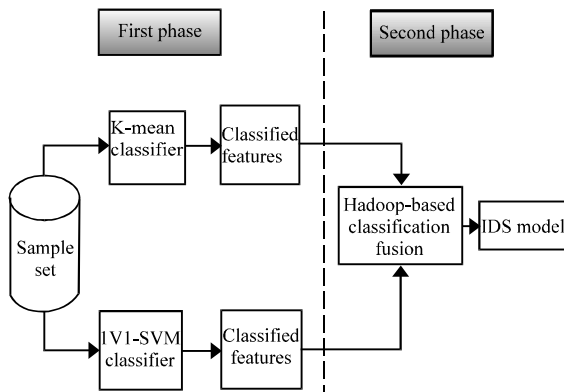 First phase
Second phase
K-mean
classifier
Classified
features
Sample
set
Hadoop-based
classification
fusion
IDS model
1V1-SVM
classifier
Classified
features